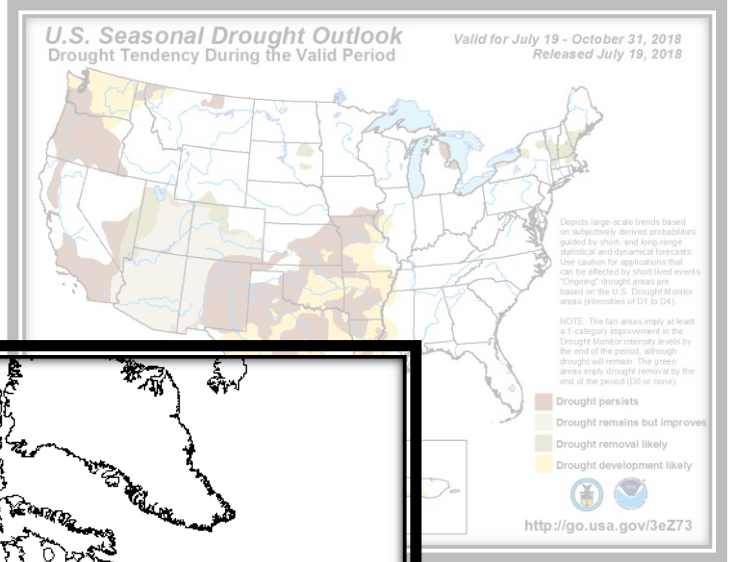 U.S. Seasonal Drought Outlook
Drought Tendency During the Valid Period
Valid for July 19 - October 31, 2018
Released July 19, 2018
Depicts large-scale trends based
on subjectively derived probabilities
guided by short- and long-range
statistical and dynamical forecasts.
Use caution for applications that
can be affected by short lived events.
"Ongoing" drought areas are
based on the U.S. Drought Monitor
areas (intensities of D1 to D4).
NOTE: The tan areas imply at least
a 1-category improvement in the
Drought Monitor intensity levels by
the end of the period, although
drought will remain. The green
areas imply drought removal by the
end of the period (D0 or none).
Drought persists
Drought remains but improves
Drought removal likely
Drought development likely
http://go.usa.gov/3eZ73